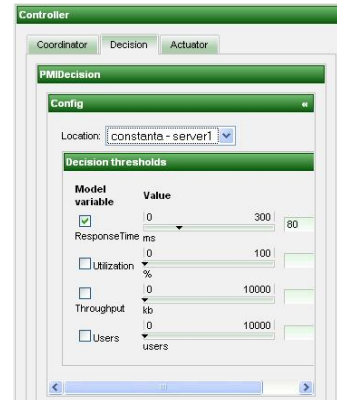 Controller
Coordinator Decision Actuator
PMIDecision
Config «
Location: constanta - server1
Decision thresholds
Model variable Value
ResponseTime 0 300 80
ms
Utilization 0 100
%
Throughput 0 10000
kb
Users 0 10000
users